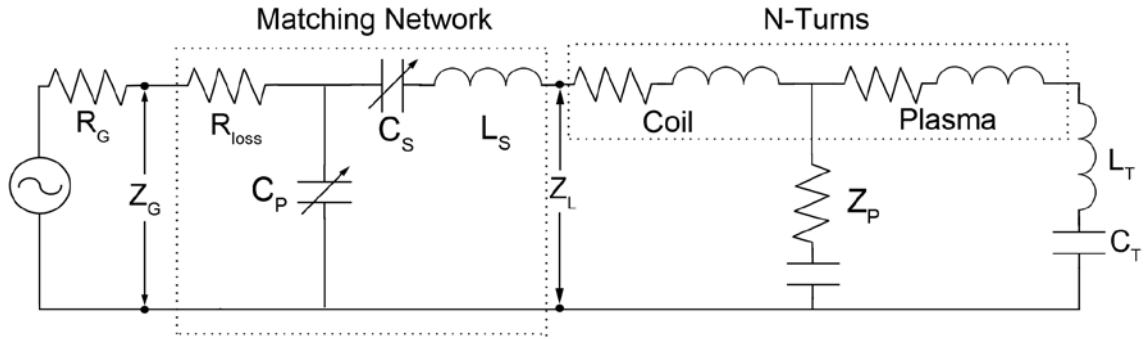 Matching Network
N-Turns
R_G
R_loss
C_S
L_S
Coil
Plasma
L_T
Z_G
C_P
Z_L
Z_P
C_T